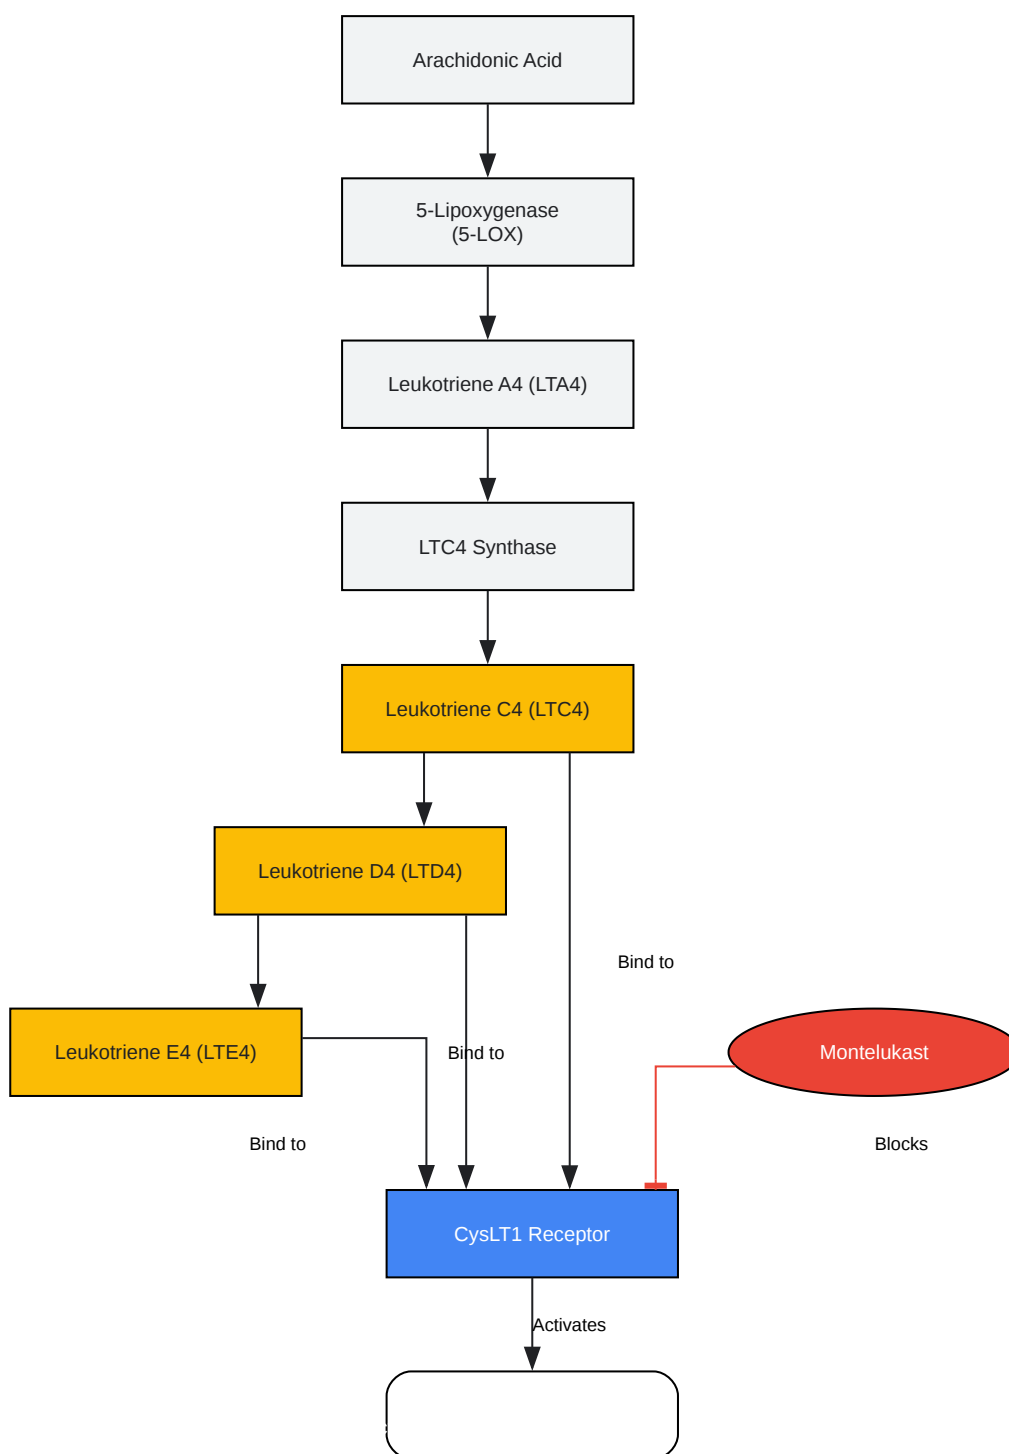 Arachidonic Acid
5-Lipoxygenase
(5-LOX)
Leukotriene A4 (LTA4)
LTC4 Synthase
Leukotriene C4 (LTC4)
Leukotriene D4 (LTD4)
Bind to
Leukotriene E4 (LTE4)
Bind to
Montelukast
Bind to
Blocks
CysLT1 Receptor
Activates